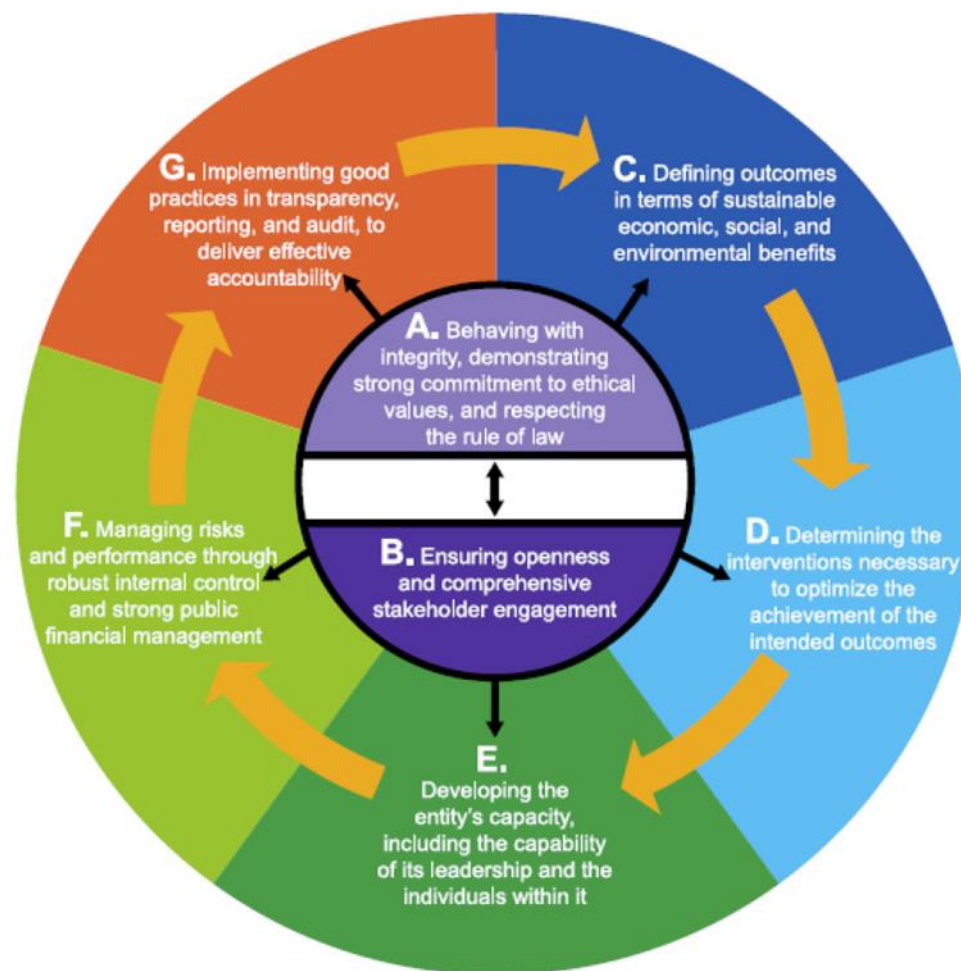 A. Behaving with
integrity, demonstrating
strong commitment to ethical
values, and respecting
the rule of law
B. Ensuring openness
and comprehensive
stakeholder engagement
C. Defining outcomes
in terms of sustainable
economic, social, and
environmental benefits
D. Determining the
interventions necessary
to optimize the
achievement of the
intended outcomes
E.
Developing the
entity's capacity,
including the capability
of its leadership and the
individuals within it
F. Managing risks
and performance through
robust internal control
and strong public
financial management
G. Implementing good
practices in transparency,
reporting, and audit, to
deliver effective
accountability